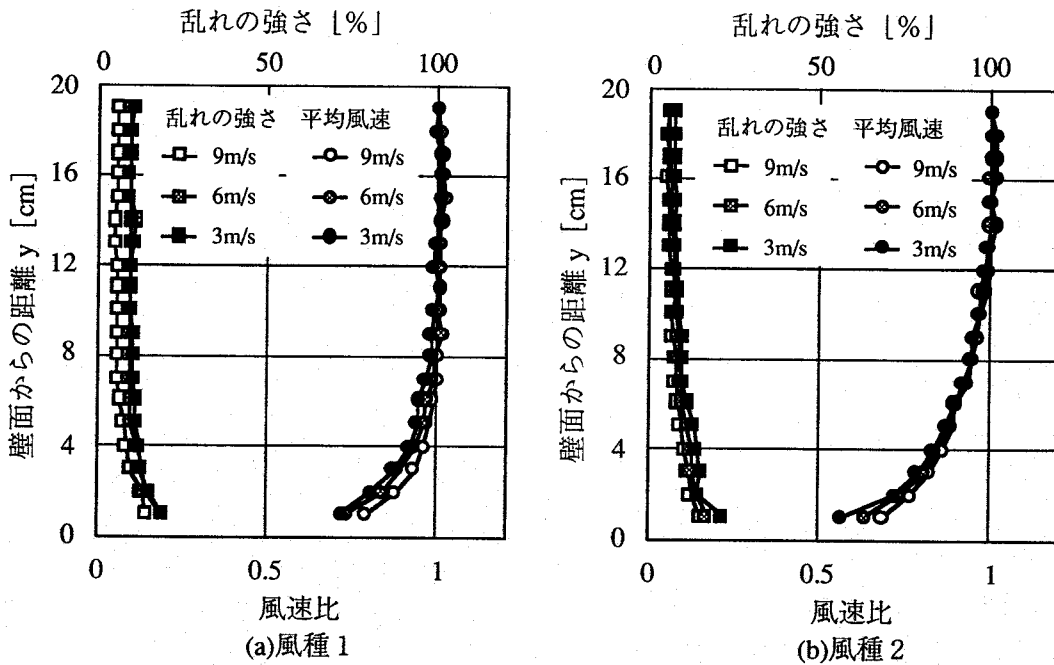 乱れの強さ [%]
0 50 100
20
16
12
8
4
0
壁面からの距離 y [cm]
乱れの強さ 平均風速
9m/s 9m/s
6m/s 6m/s
3m/s 3m/s
0 0.5 1
風速比
(a)風種 1
乱れの強さ [%]
0 50 100
20
16
12
8
4
0
壁面からの距離 y [cm]
乱れの強さ 平均風速
9m/s 9m/s
6m/s 6m/s
3m/s 3m/s
0 0.5 1
風速比
(b)風種 2